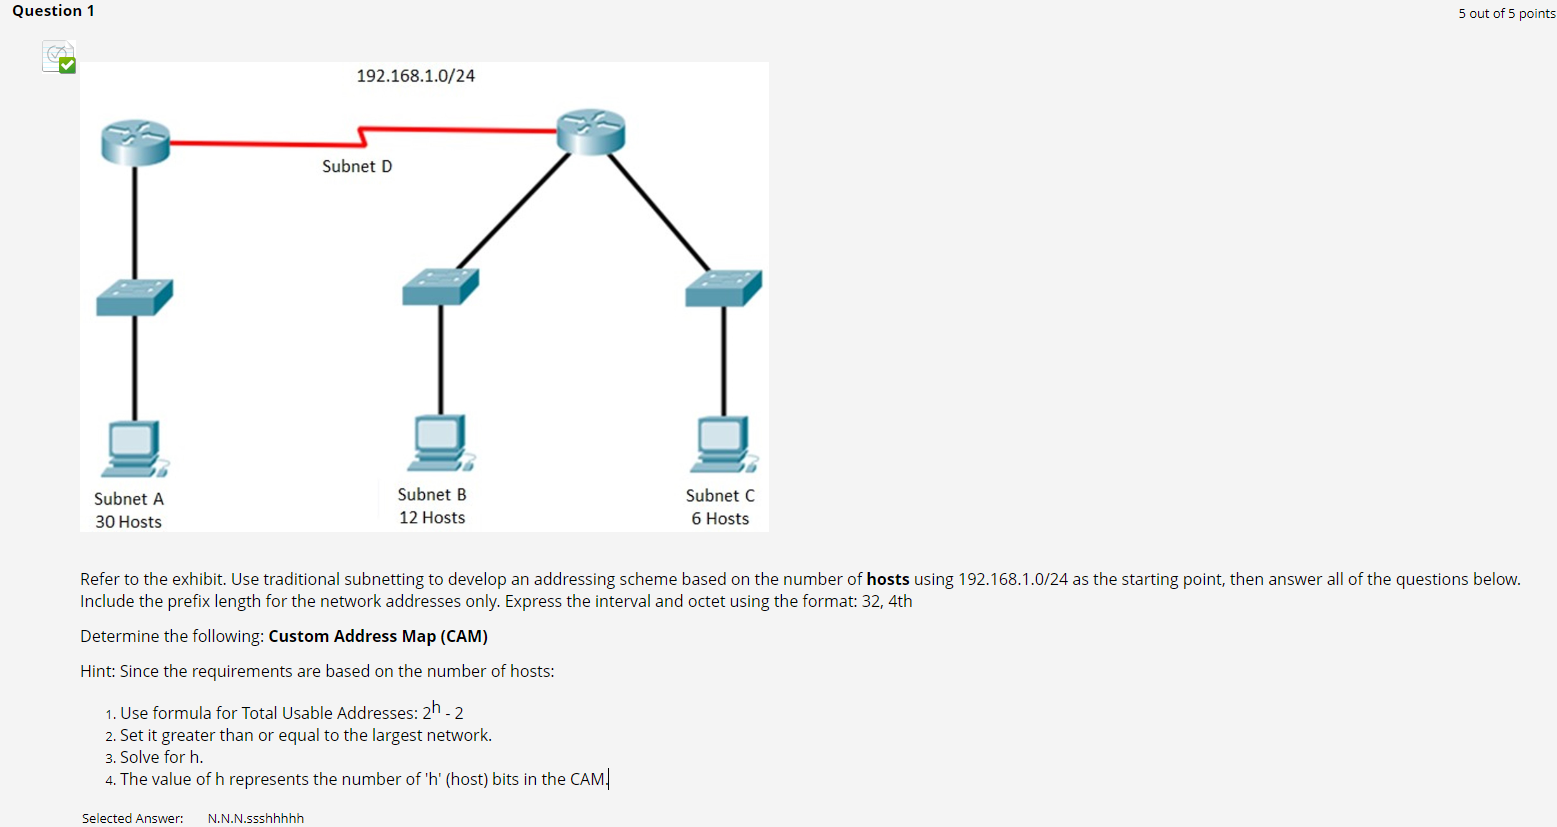 Question 1
5 out of 5 points
192.168.1.0/24
Subnet D
Subnet A
30 Hosts
Subnet B
12 Hosts
Subnet C
6 Hosts
Refer to the exhibit. Use traditional subnetting to develop an addressing scheme based on the number of hosts using 192.168.1.0/24 as the starting point, then answer all of the questions below.
Include the prefix length for the network addresses only. Express the interval and octet using the format: 32, 4th
Determine the following: Custom Address Map (CAM)
Hint: Since the requirements are based on the number of hosts:
1. Use formula for Total Usable Addresses: 2h - 2
2. Set it greater than or equal to the largest network.
3. Solve for h.
4. The value of h represents the number of 'h' (host) bits in the CAM.
Selected Answer: N.N.N.ssshhhhh